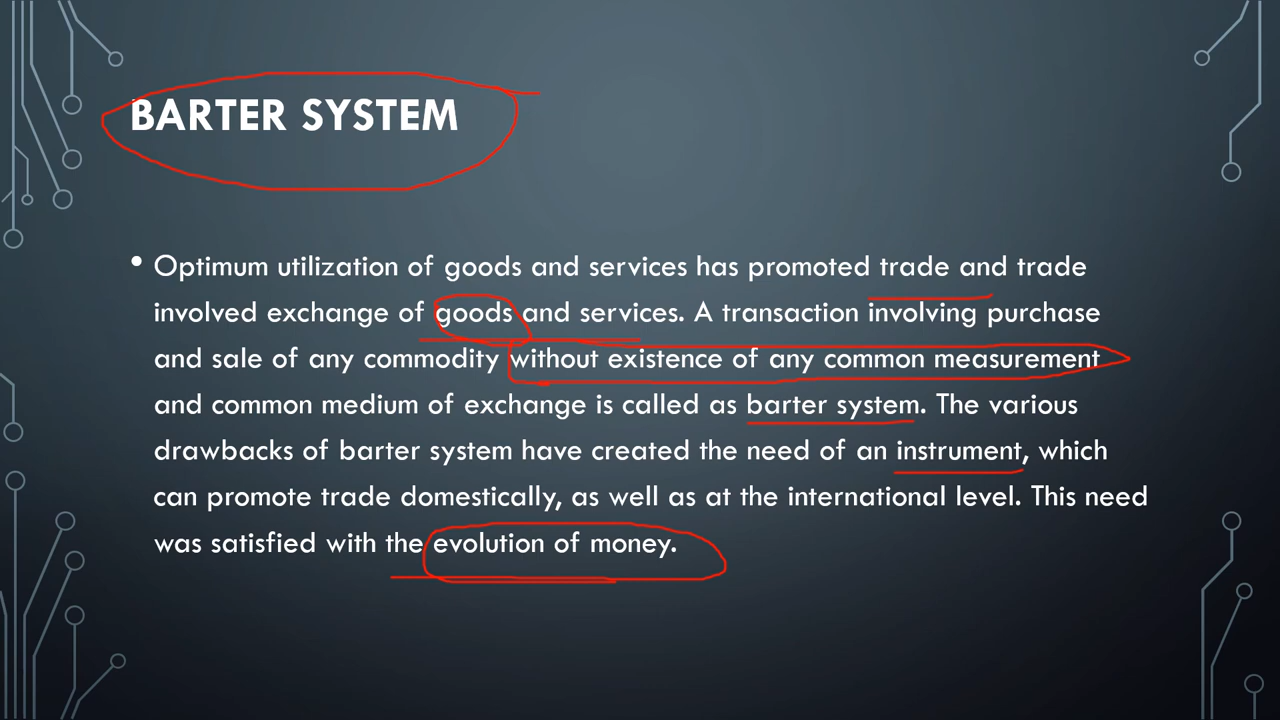 BARTER SYSTEM
• Optimum utilization of goods and services has promoted trade and trade
involved exchange of goods and services. A transaction involving purchase
and sale of any commodity without existence of any common measurement
and common medium of exchange is called as barter system. The various
drawbacks of barter system have created the need of an instrument, which
can promote trade domestically, as well as at the international level. This need
was satisfied with the evolution of money.